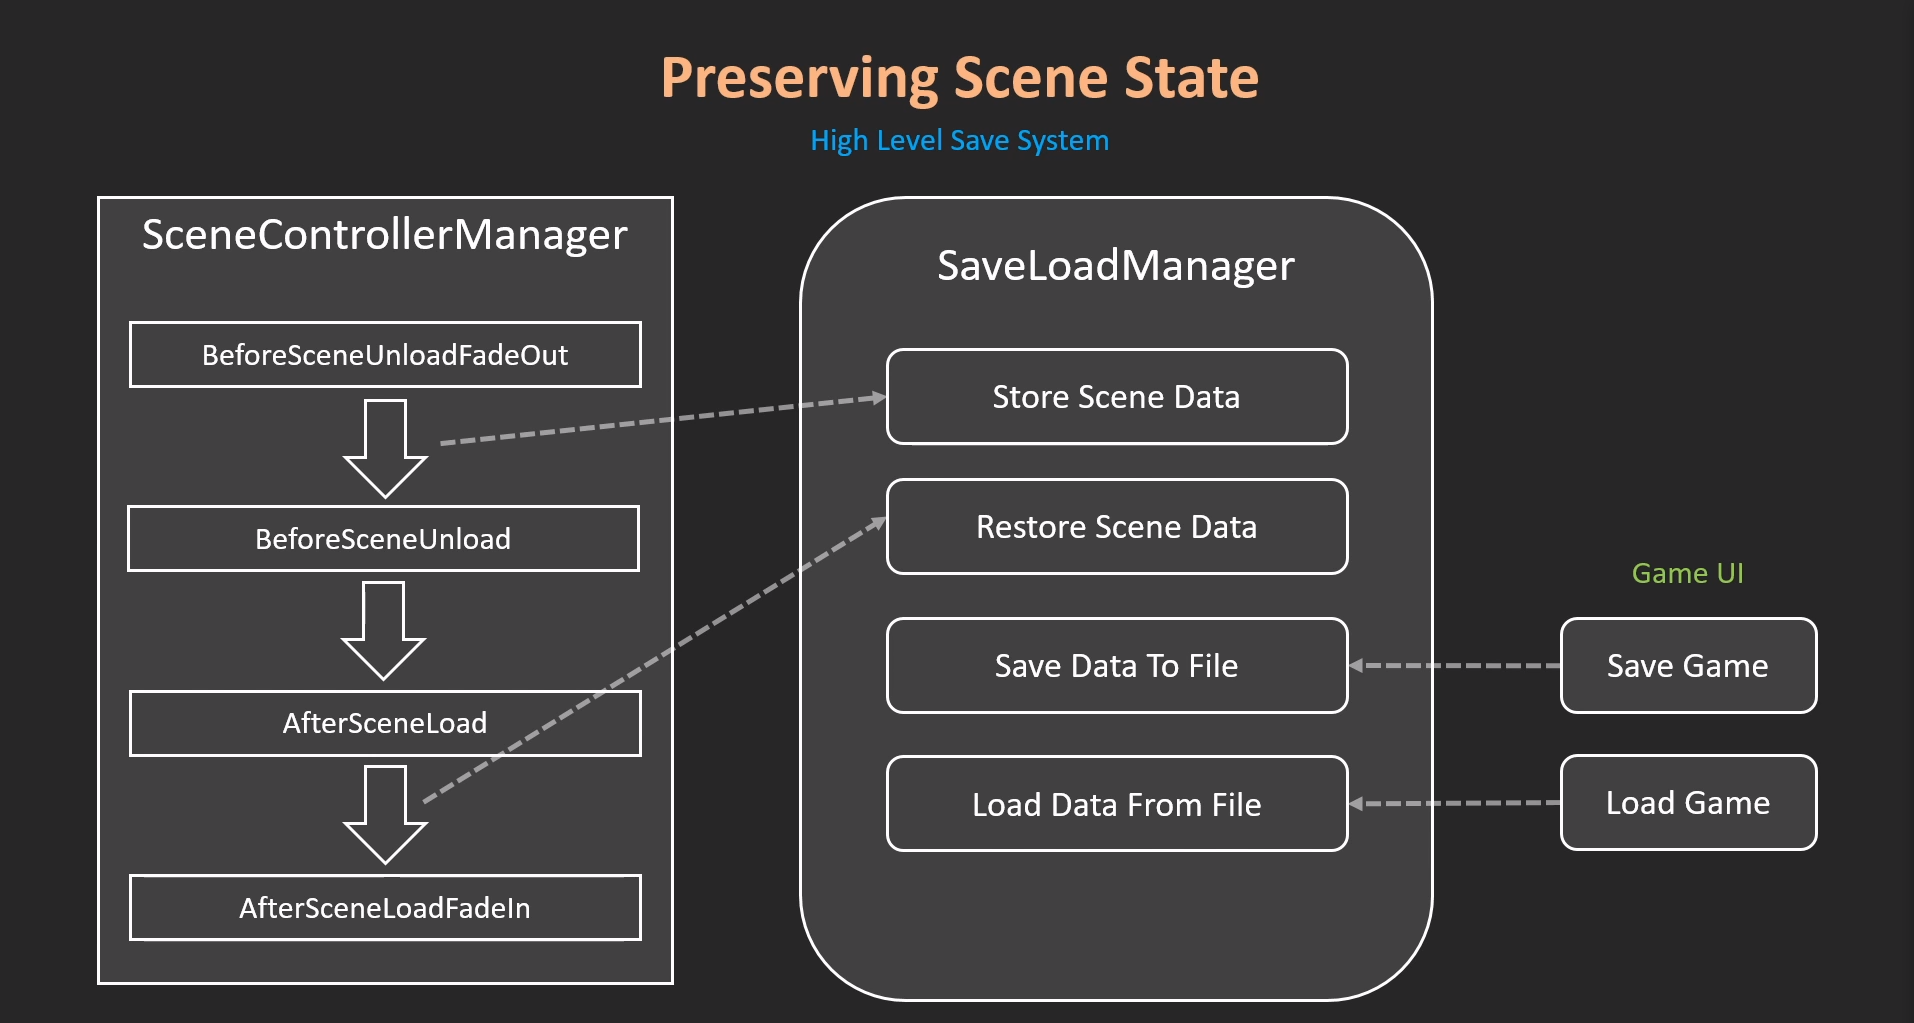 Preserving Scene State
High Level Save System
SceneControllerManager
BeforeSceneUnloadFadeOut
BeforeSceneUnload
AfterSceneLoad
AfterSceneLoadFadeIn
SaveLoadManager
Store Scene Data
Restore Scene Data
Save Data To File
Load Data From File
Game UI
Save Game
Load Game